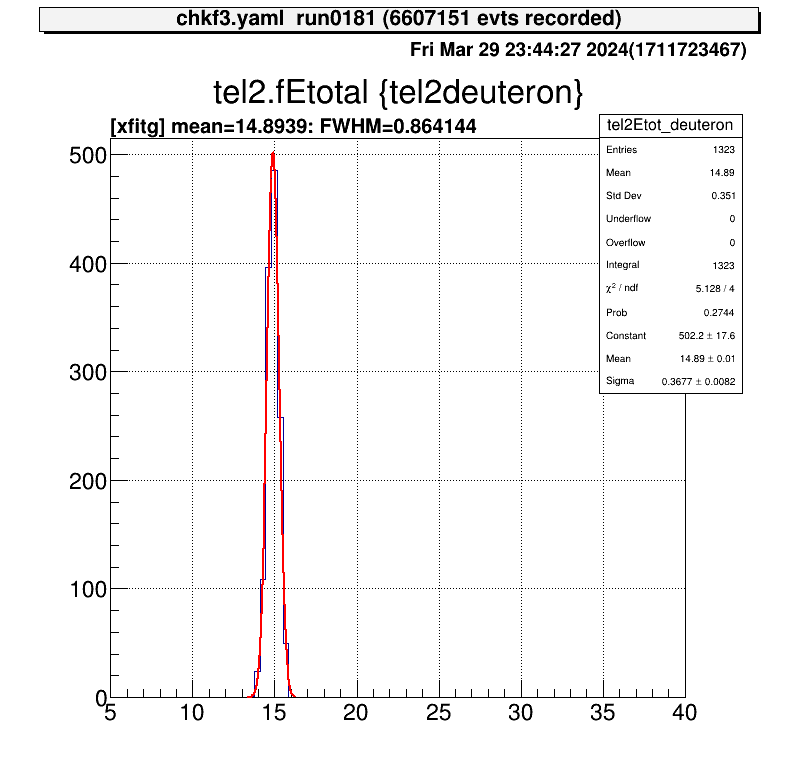 chkf3.yaml  run0181 (6607151 evts recorded)
Fri Mar 29 23:44:27 2024(1711723467)
tel2.fEtotal {tel2deuteron}
[xfitg] mean=14.8939: FWHM=0.864144
tel2Etot_deuteron
Entries 1323
Mean 14.89
Std Dev 0.351
Underflow 0
Overflow 0
Integral 1323
χ² / ndf 5.128 / 4
Prob 0.2744
Constant 502.2 ± 17.6
Mean 14.89 ± 0.01
Sigma 0.3677 ± 0.0082
500
400
300
200
100
0
5 10 15 20 25 30 35 40